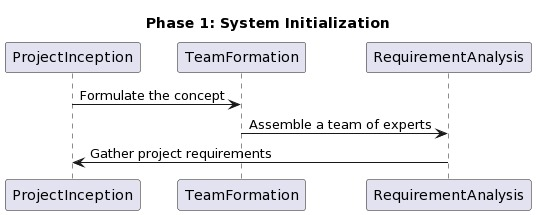 Phase 1: System Initialization
ProjectInception
TeamFormation
RequirementAnalysis
Formulate the concept
Assemble a team of experts
Gather project requirements
ProjectInception
TeamFormation
RequirementAnalysis